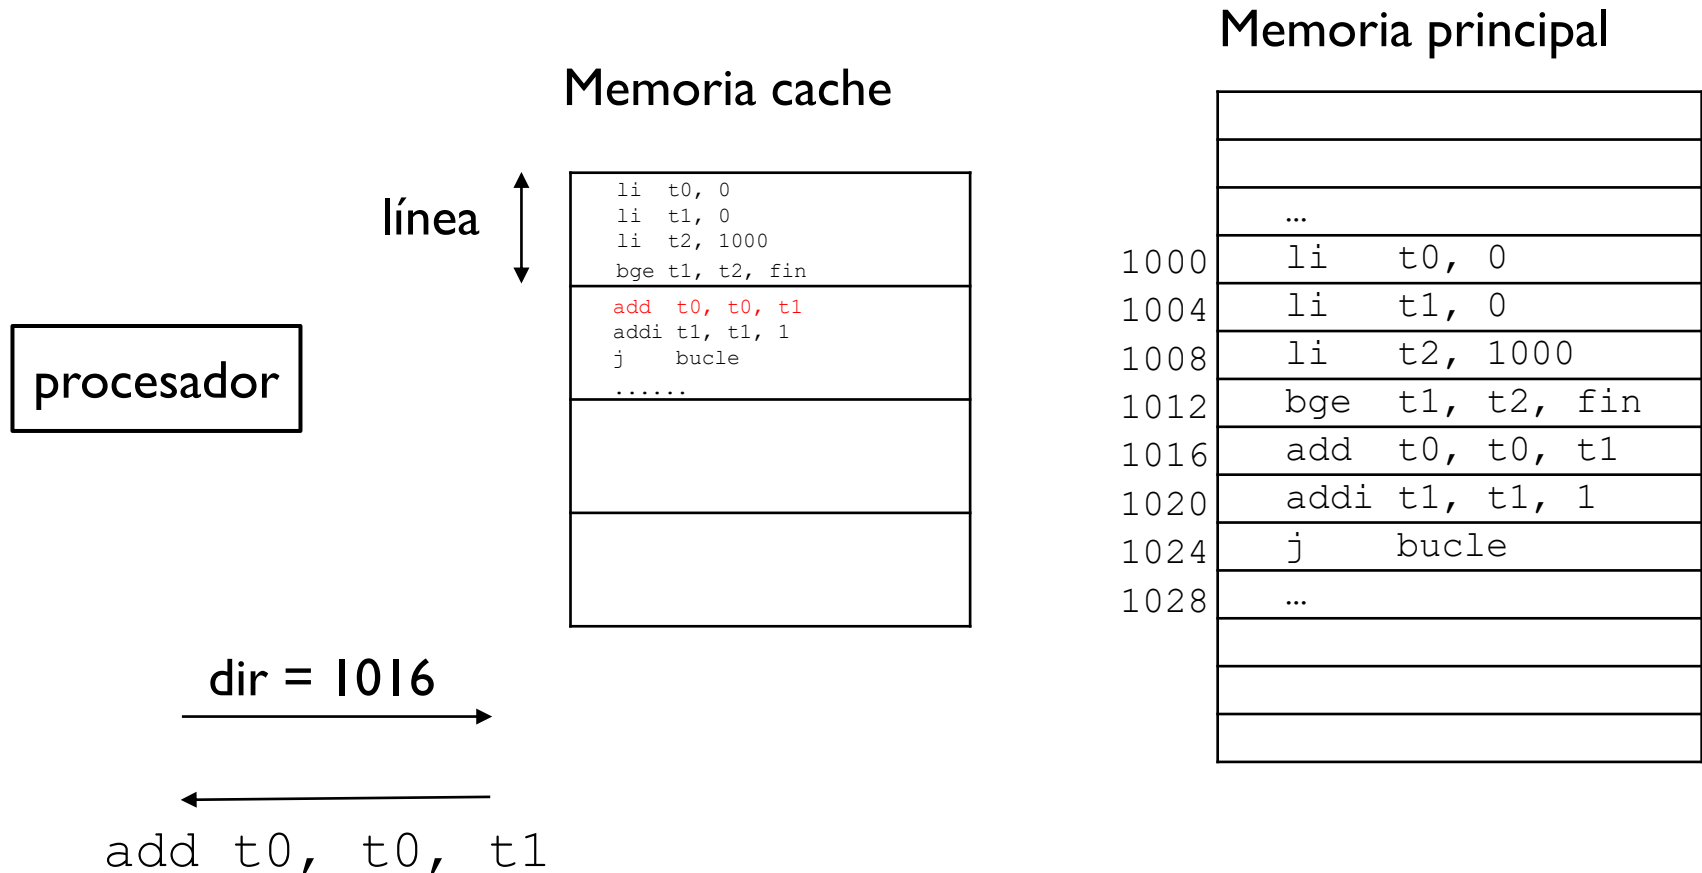 Memoria principal
Memoria cache
línea
li t0, 0
li t1, 0
li t2, 1000
bge t1, t2, fin
add t0, t0, t1
addi t1, t1, 1
j bucle
......
procesador
…
1000 li t0, 0
1004 li t1, 0
1008 li t2, 1000
1012 bge t1, t2, fin
1016 add t0, t0, t1
1020 addi t1, t1, 1
1024 j bucle
1028 …
dir = 1016
add t0, t0, t1